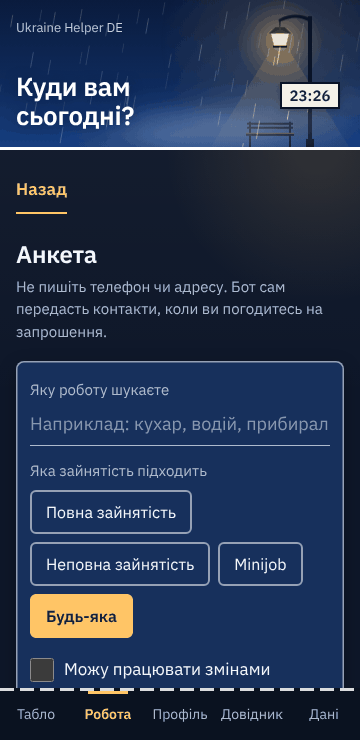 Ukraine Helper DE
Куди вам
сьогодні?
23:26
Назад
Анкета
Не пишіть телефон чи адресу. Бот сам
передасть контакти, коли ви погодитесь на
запрошення.
Яку роботу шукаєте
Наприклад: кухар, водій, прибирал
Яка зайнятість підходить
Повна зайнятість
Неповна зайнятість
Minijob
Будь-яка
Можу працювати змінами
Табло Робота Профіль Довідник Дані